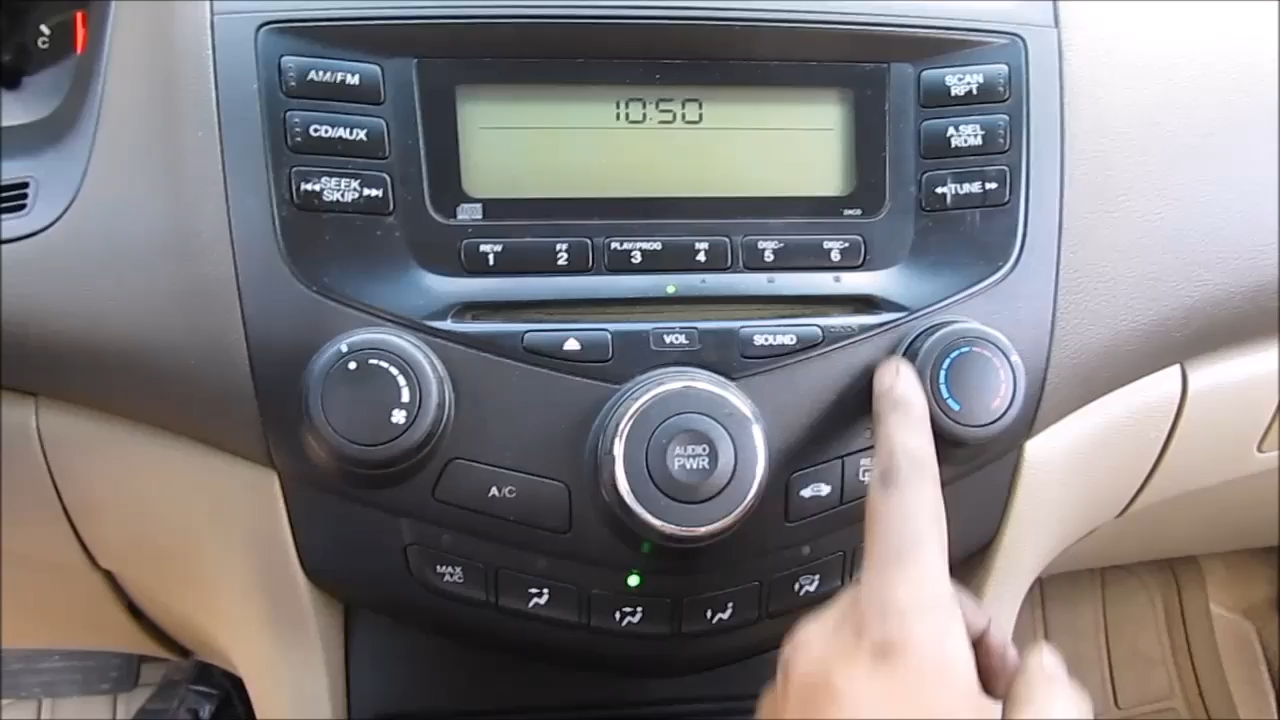 C
AM/FM
CD/AUX
SEEK
SKIP
10:50
SCAN
RPT
A.SEL
RDM
TUNE
REW
1
FF
2
PLAY/PROG
3
NR
4
DISC-
5
DISC+
6
VOL
SOUND
AUDIO
PWR
A/C
MAX
A/C